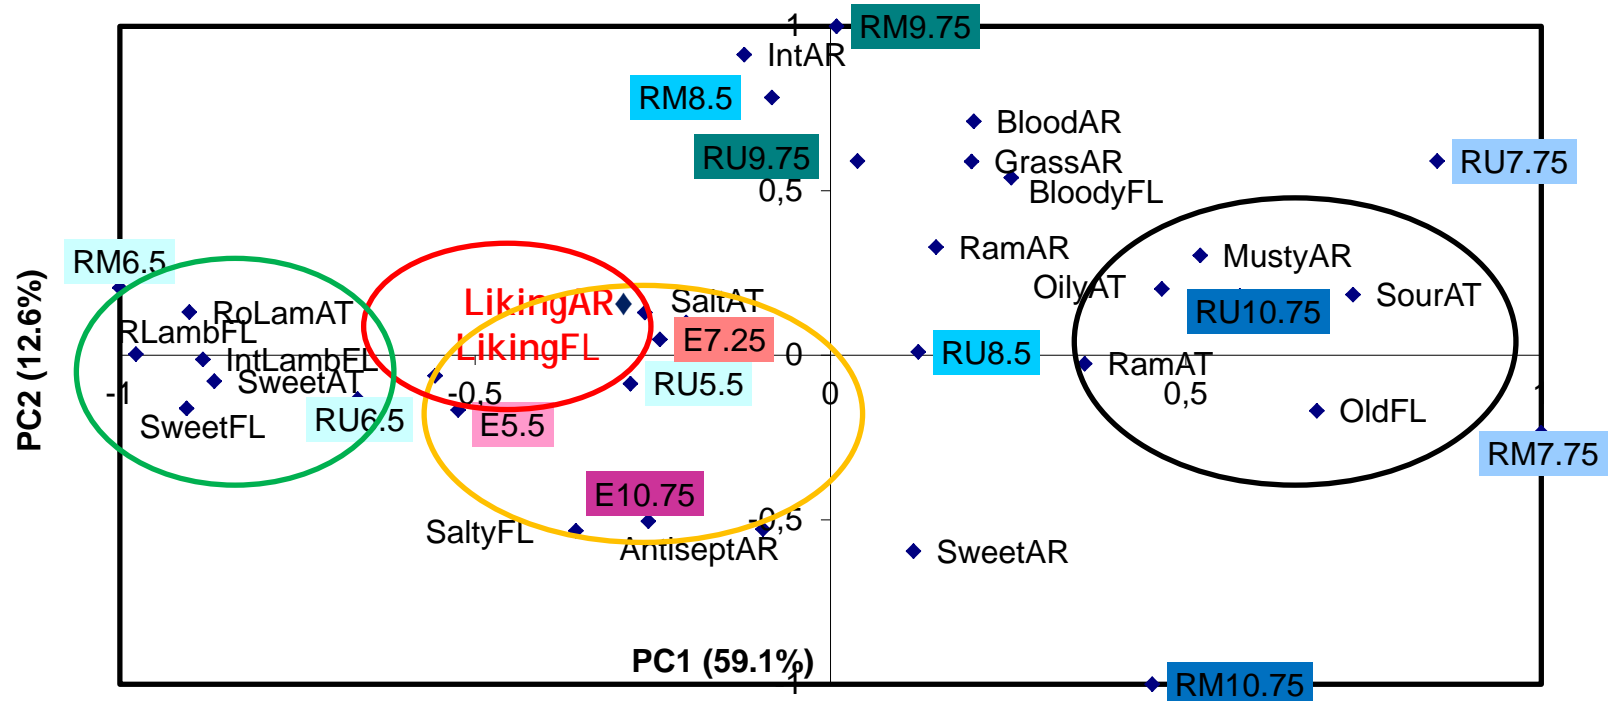 1
RM9.75
IntAR
RM8.5
BloodAR
RU9.75
GrassAR
RU7.75
0,5
BloodyFL
RamAR
RM6.5
MustyAR
OilyAT
SourAT
LikingAR
SaltAT
RoLamAT
RU10.75
RLambFL
E7.25
LikingFL
0
RU8.5
IntLambFL
RamAT
SweetAT
RU5.5
-1
-0,5
0
0,5
1
OldFL
RU6.5
SweetFL
E5.5
RM7.75
E10.75
-0,5
SaltyFL
AntiseptAR
SweetAR
PC1 (59.1%)
-1
RM10.75
PC2 (12.6%)